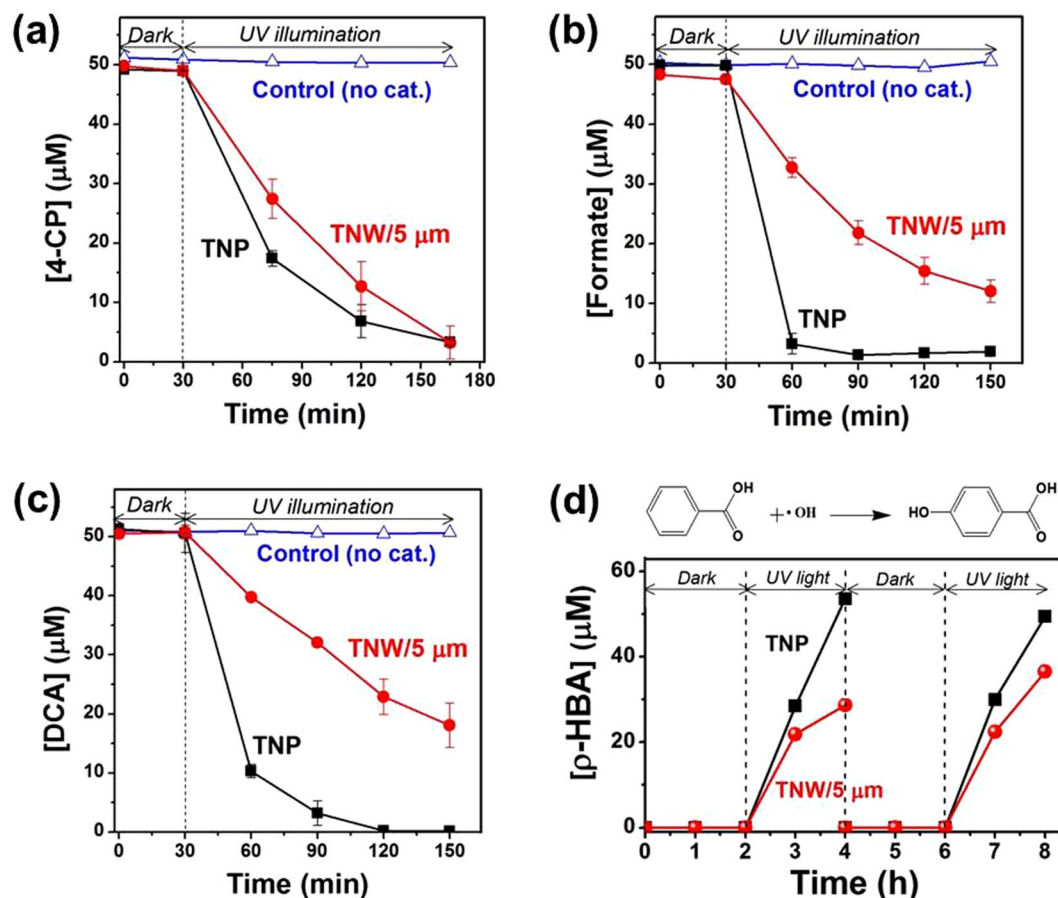 (a)
Dark
UV illumination
Control (no cat.)
TNP
TNW/5 μm
[4-CP] (μM)
50
40
30
20
10
0
0 30 60 90 120 150 180
Time (min)
(b)
Dark
UV illumination
Control (no cat.)
TNW/5 μm
TNP
[Formate] (μM)
50
40
30
20
10
0
0 30 60 90 120 150
Time (min)
(c)
Dark
UV illumination
Control (no cat.)
TNW/5 μm
TNP
[DCA] (μM)
50
40
30
20
10
0
0 30 60 90 120 150
Time (min)
(d)
OH
O
+• OH
HO
OH
O
Dark
UV light
Dark
UV light
TNP
TNW/5 μm
[ρ-HBA] (μM)
60
40
20
0
0 1 2 3 4 5 6 7 8
Time (h)